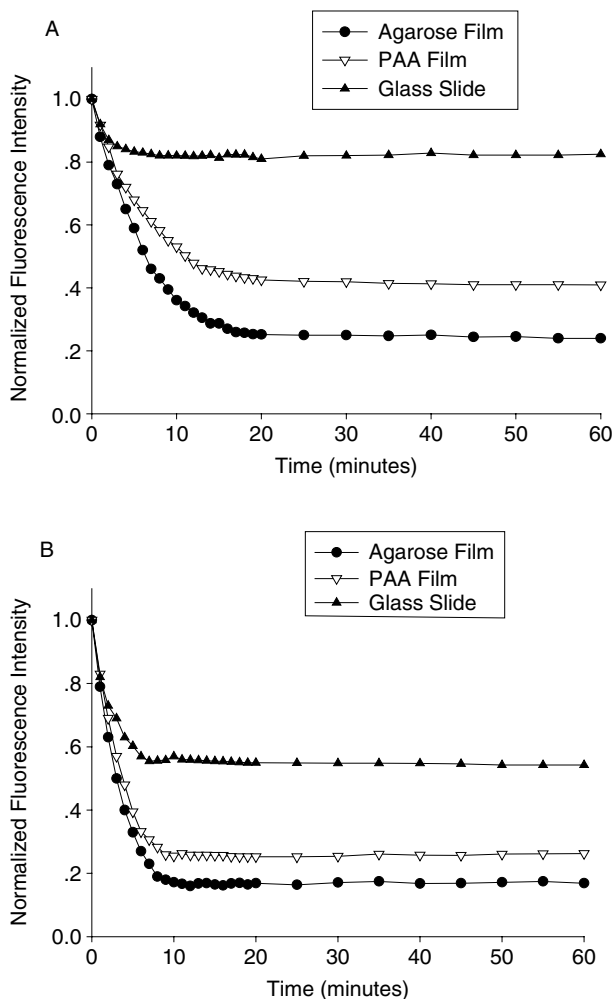 A
Agarose Film
PAA Film
Glass Slide
Normalized Fluorescence Intensity
1.0
.8
.6
.4
.2
0.0
0 10 20 30 40 50 60
Time (minutes)
B
Agarose Film
PAA Film
Glass Slide
Normalized Fluorescence Intensity
1.0
.8
.6
.4
.2
0.0
0 10 20 30 40 50 60
Time (minutes)